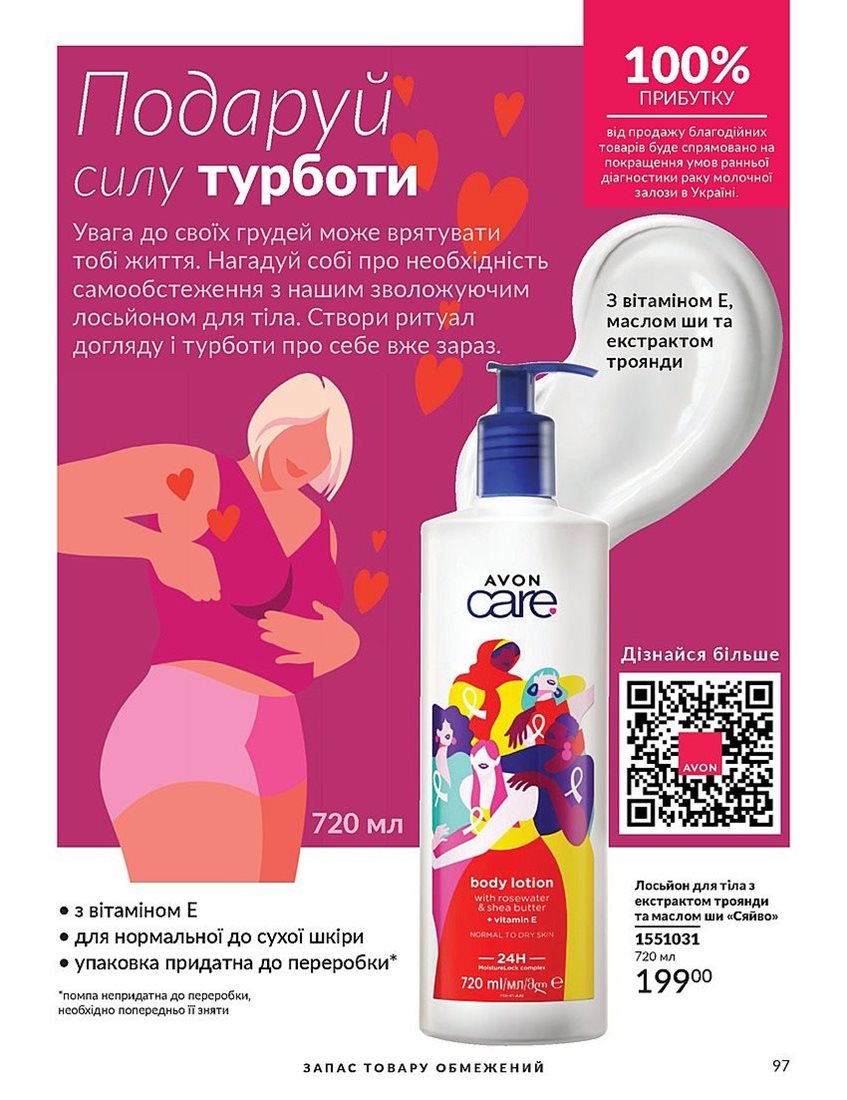 Подаруй
силу турботи
Увага до своїх грудей може врятувати
тобі життя. Нагадуй собі про необхідність
самообстеження з нашим зволожуючим
лосьйоном для тіла. Створи ритуал
догляду і турботи про себе вже зараз.
100%
ПРИБУТКУ
від продажу благодійних
товарів буде спрямовано на
покращення умов ранньої
діагностики раку молочної
залози в Україні.
З вітаміном Е,
маслом ши та
екстрактом
троянди
AVON
care
body lotion
with rosewater
& shea butter
+ vitamin E
NORMAL TO DRY SKIN
24H
MoistureLock complex
720 ml/мл/მლ e
720 мл
Дізнайся більше
AVON
• з вітаміном Е
• для нормальної до сухої шкіри
• упаковка придатна до переробки*
*помпа непридатна до переробки,
необхідно попередньо її зняти
Лосьйон для тіла з
екстрактом троянди
та маслом ши «Сяйво»
1551031
720 мл
199⁰⁰
ЗАПАС ТОВАРУ ОБМЕЖЕНИЙ
97